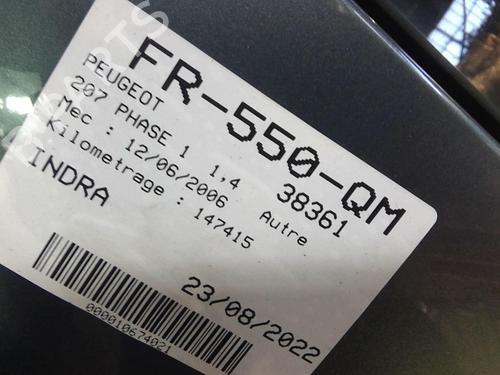 FR-550-QM
PEUGEOT
207 PHASE 1 1,4 38361
Mec : 12/06/2006 Autre
Kilometrage : 147415
INDRA
23/08/2022
000010674021